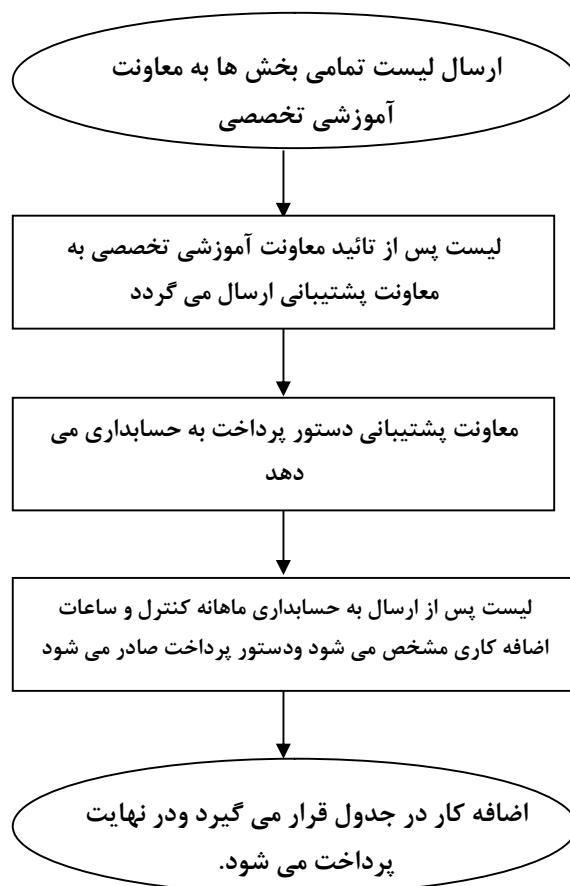 ارسال لیست تمامی بخش ها به معاونت
آموزشی تخصصی
لیست پس از تائید معاونت آموزشی تخصصی به
معاونت پشتیبانی ارسال می گردد
معاونت پشتیبانی دستور پرداخت به حسابداری می
دهد
لیست پس از ارسال به حسابداری ماهانه کنترل و ساعات
اضافه کاری مشخص می شود ودستور پرداخت صادر می شود
اضافه کار در جدول قرار می گیرد ودر نهایت
پرداخت می شود.